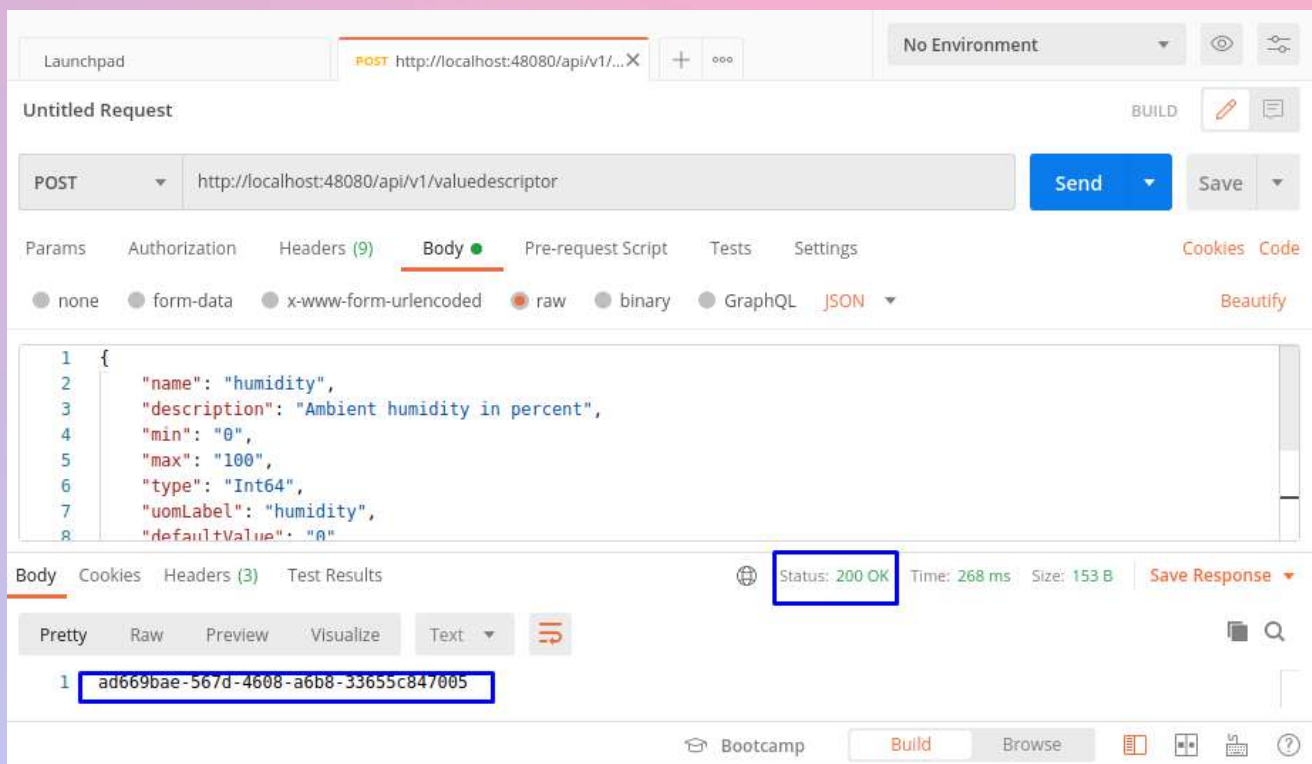 Launchpad
POST http://localhost:48080/api/v1/...
No Environment
Untitled Request
BUILD
POST
http://localhost:48080/api/v1/valuedescriptor
Send
Save
Params Authorization Headers (9) Body Pre-request Script Tests Settings Cookies Code
none form-data x-www-form-urlencoded raw binary GraphQL JSON Beautify
1 {
2 "name": "humidity",
3 "description": "Ambient humidity in percent",
4 "min": "0",
5 "max": "100",
6 "type": "Int64",
7 "uomLabel": "humidity",
8 "defaultValue": "0"
Body Cookies Headers (3) Test Results Status: 200 OK Time: 268 ms Size: 153 B Save Response
Pretty Raw Preview Visualize Text
1 ad669bae-567d-4608-a6b8-33655c847005
Bootcamp Build Browse